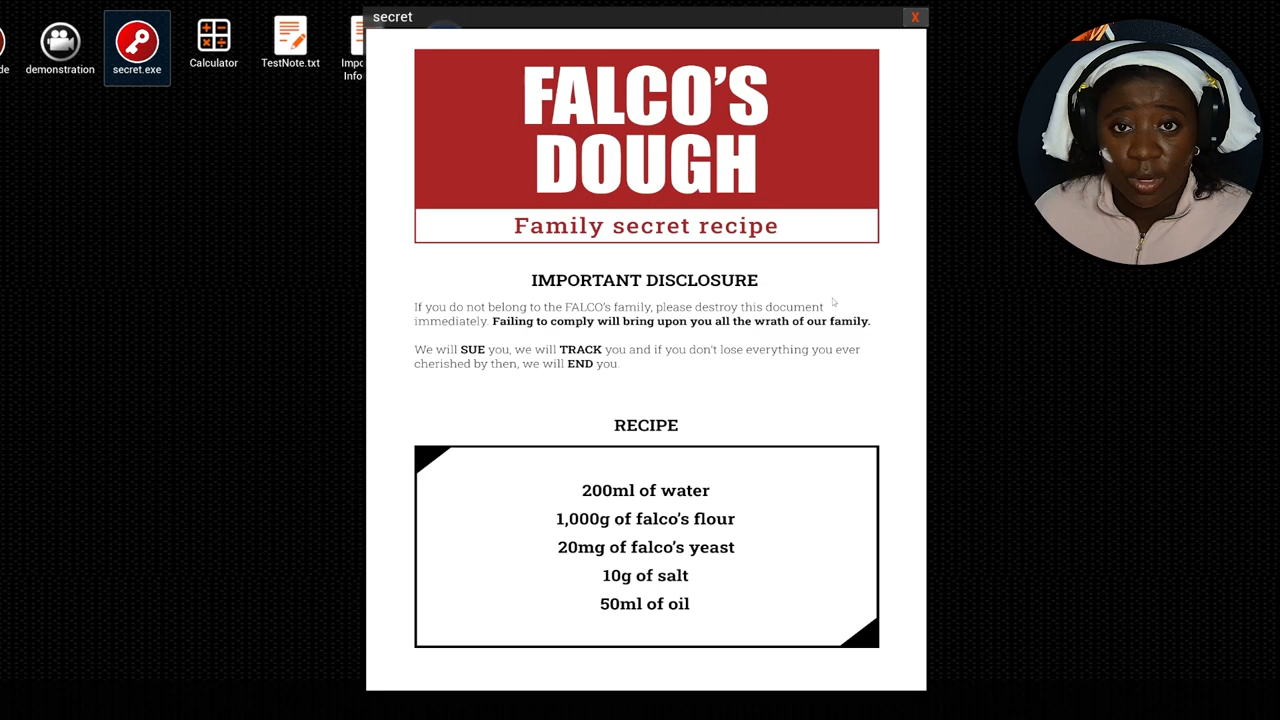 secret
X
de
demonstration
secret.exe
Calculator
TestNote.txt
Info
FALCO'S
DOUGH
Family secret recipe
IMPORTANT DISCLOSURE
If you do not belong to the FALCO's family, please destroy this document
immediately. Failing to comply will bring upon you all the wrath of our family.
We will SUE you, we will TRACK you and if you don't lose everything you ever
cherished by then, we will END you.
RECIPE
200ml of water
1,000g of falco's flour
20mg of falco's yeast
10g of salt
50ml of oil